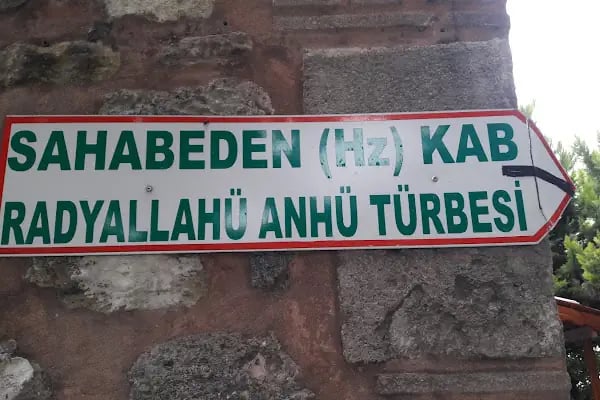 SAHABEDEN (Hz) KAB
RADYALLAHÜ ANHÜ TÜRBESİ